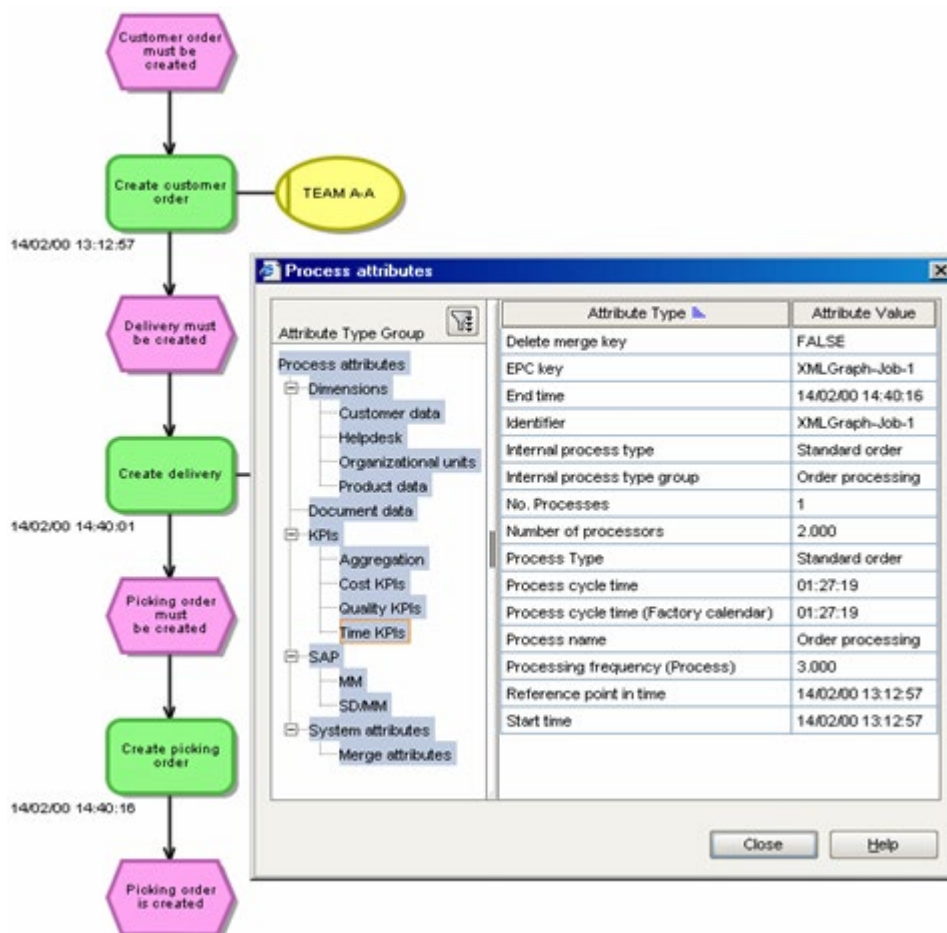 Customer order
must be
created
Create customer
order
TEAM A-A
14/02/00 13:12:57
Delivery must
be created
Create delivery
14/02/00 14:40:01
Picking order
must
be created
Create picking
order
14/02/00 14:40:16
Picking order
is created
Process attributes
Attribute Type Group
Process attributes
Dimensions
Customer data
Helpdesk
Organizational units
Product data
Document data
KPIs
Aggregation
Cost KPIs
Quality KPIs
Time KPIs
SAP
MM
SD/MM
System attributes
Merge attributes
Attribute Type Attribute Value
Delete merge key FALSE
EPC key XMLGraph-Job-1
End time 14/02/00 14:40:16
Identifier XMLGraph-Job-1
Internal process type Standard order
Internal process type group Order processing
No. Processes 1
Number of processors 2.000
Process Type Standard order
Process cycle time 01:27:19
Process cycle time (Factory calendar) 01:27:19
Process name Order processing
Processing frequency (Process) 3.000
Reference point in time 14/02/00 13:12:57
Start time 14/02/00 13:12:57
Close Help